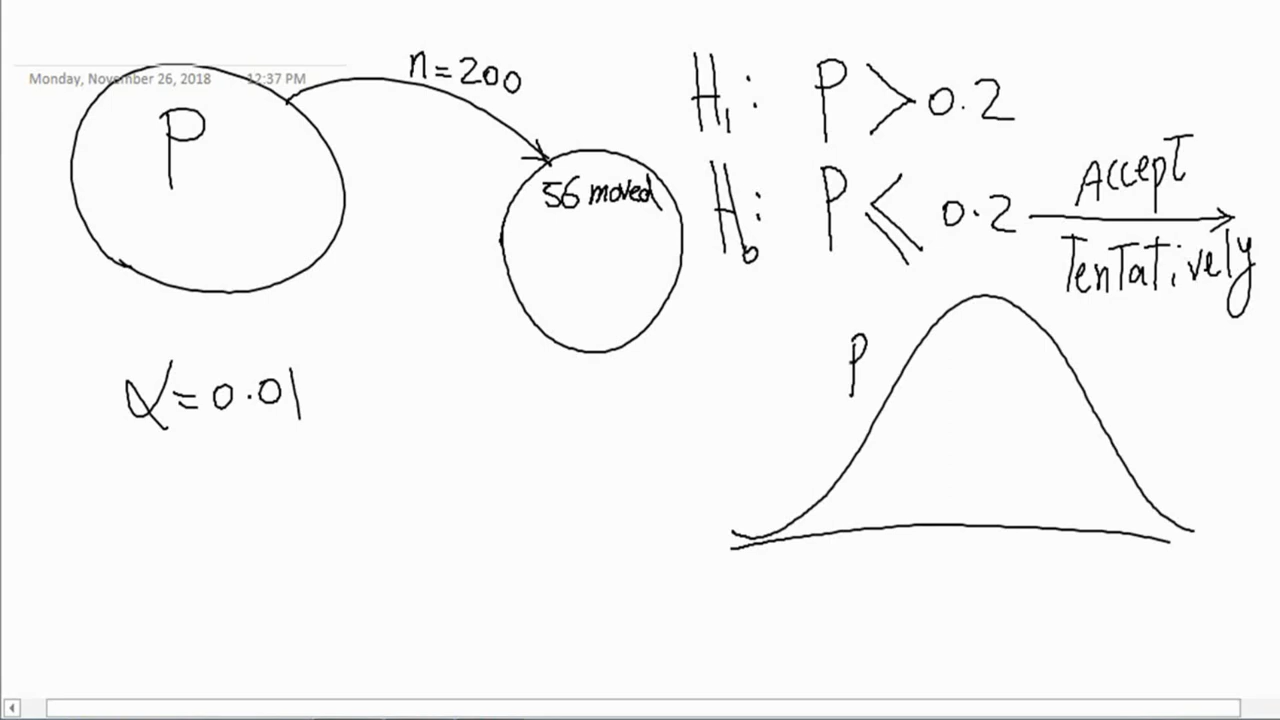 Monday, November 26, 2018 12:37 PM
n=200
P
56 moved
H₁: P > 0.2
H₀: P ≤ 0.2
Accept
Tentatively
P
α=0.01